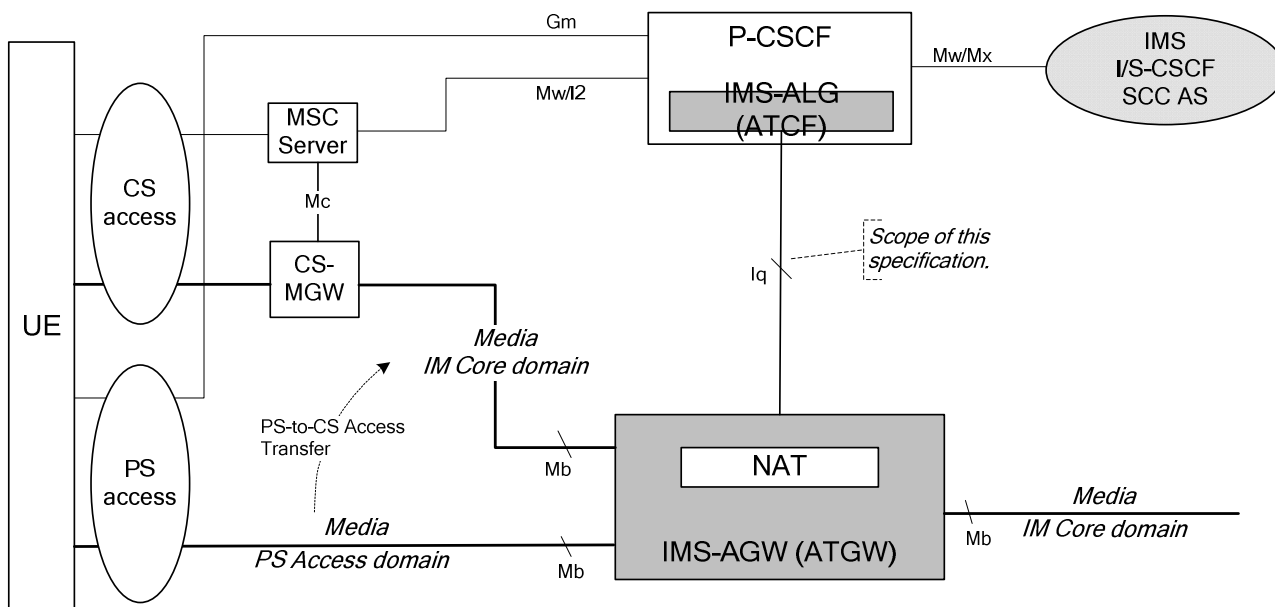 Gm
P-CSCF
IMS-ALG
(ATCF)
Mw/Mx
IMS
I/S-CSCF
SCC AS
Mw/I2
MSC
Server
Mc
CS
access
CS-
MGW
Scope of this
specification.
Iq
UE
Media
IM Core domain
PS-to-CS Access
Transfer
PS
access
Mb
NAT
Media
PS Access domain
Mb
IMS-AGW (ATGW)
Mb
Media
IM Core domain